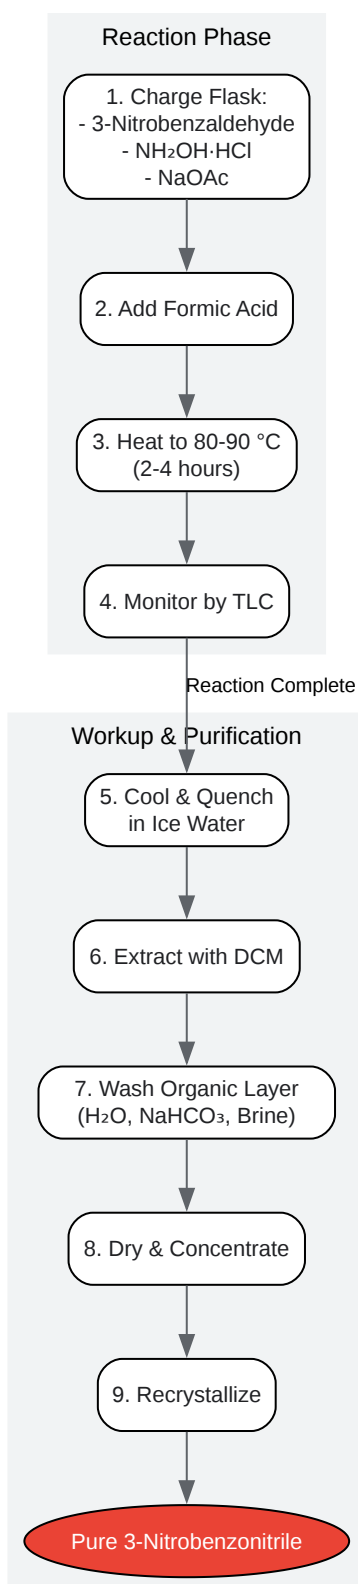 Reaction Phase
1. Charge Flask:
- 3-Nitrobenzaldehyde
- NH₂OH·HCl
- NaOAc
2. Add Formic Acid
3. Heat to 80-90 °C
(2-4 hours)
4. Monitor by TLC
Reaction Complete
Workup & Purification
5. Cool & Quench
in Ice Water
6. Extract with DCM
7. Wash Organic Layer
(H₂O, NaHCO₃, Brine)
8. Dry & Concentrate
9. Recrystallize
Pure 3-Nitrobenzonitrile